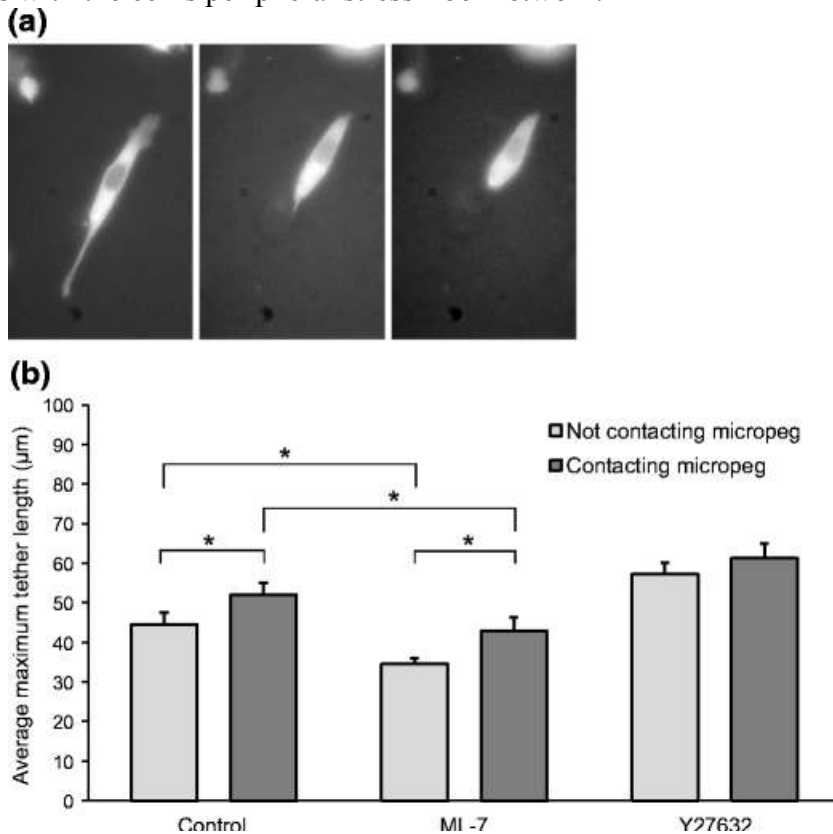 (a)
(b)
100
90
80
70
60
50
40
30
20
10
0
Average maximum tether length (μm)
Not contacting micropeg
Contacting micropeg
*
*
*
*
Control
ML-7
Y27632